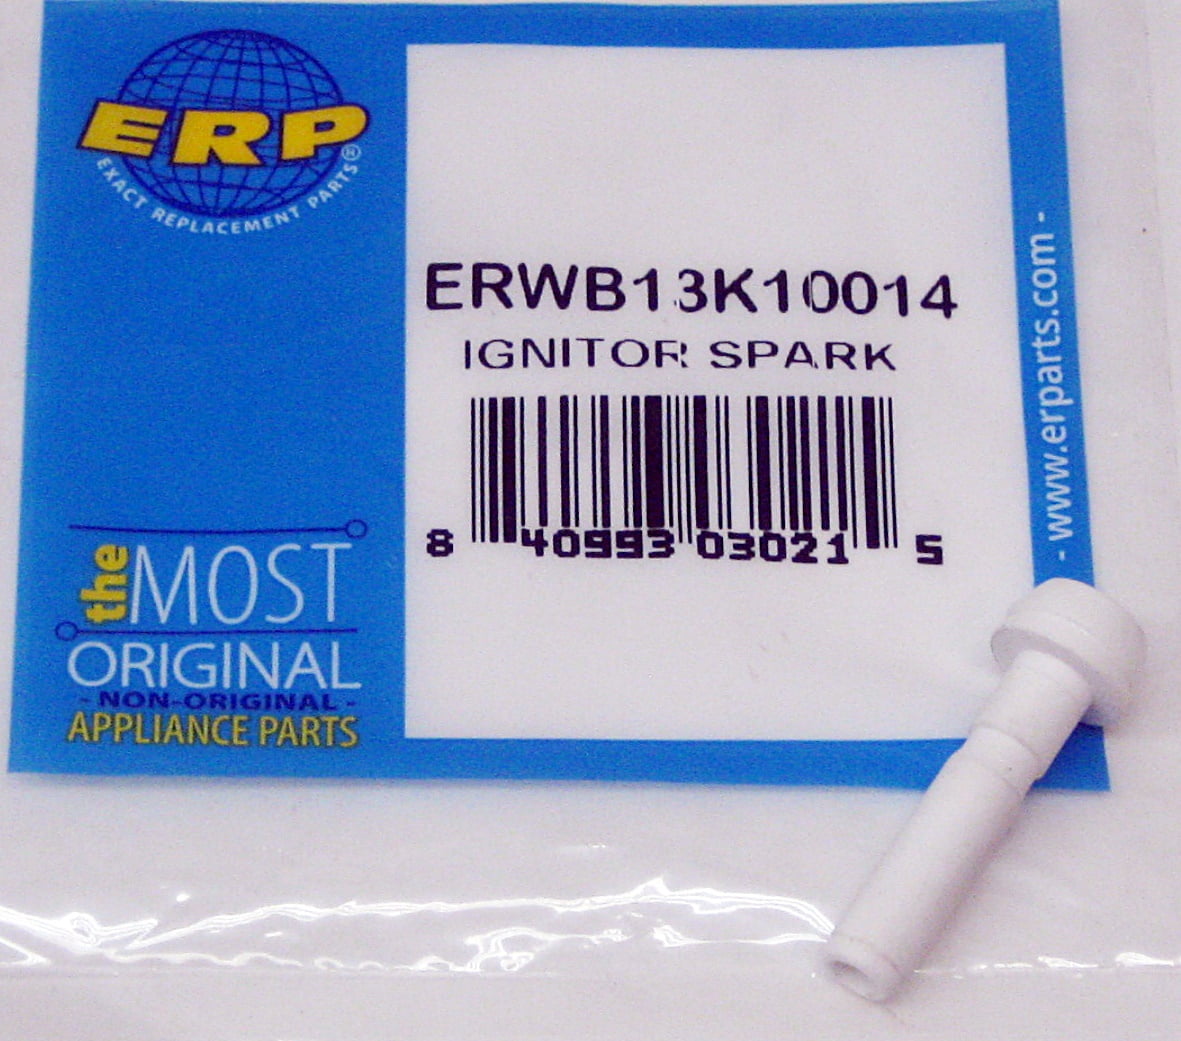 ERP®
EXACT REPLACEMENT PARTS
ERWB13K10014
IGNITOR SPARK
8 40993 03021 5
- www.erparts.com -
the MOST
ORIGINAL
- NON-ORIGINAL -
APPLIANCE PARTS